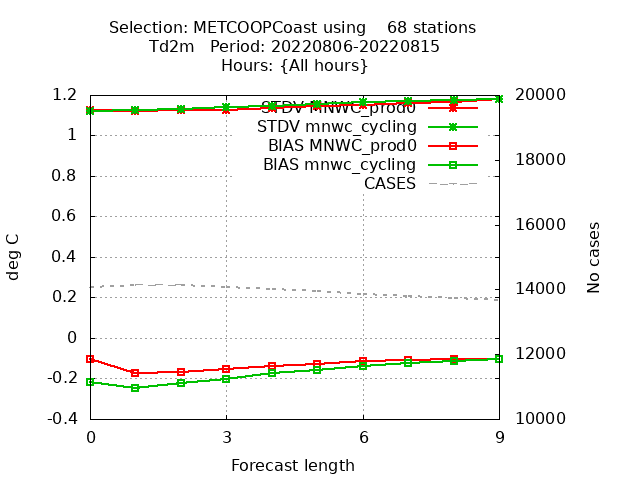 Selection: METCOOPCoast using    68 stations
Td2m   Period: 20220806-20220815
Hours: {All hours}
1.2
1
0.8
0.6
0.4
0.2
0
-0.2
-0.4
deg C
STDV MNWC_prod0
STDV mnwc_cycling
BIAS MNWC_prod0
BIAS mnwc_cycling
CASES
20000
18000
16000
14000
12000
10000
No cases
0
3
6
9
Forecast length